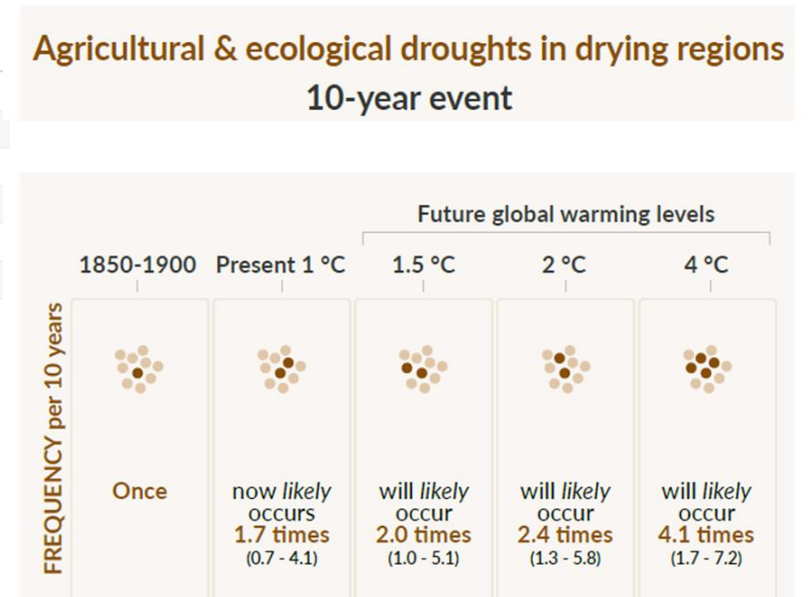 Agricultural & ecological droughts in drying regions
10-year event
Future global warming levels
1850-1900 Present 1 °C 1.5 °C 2 °C 4 °C
FREQUENCY per 10 years
Once
now likely
occurs
1.7 times
(0.7 - 4.1)
will likely
occur
2.0 times
(1.0 - 5.1)
will likely
occur
2.4 times
(1.3 - 5.8)
will likely
occur
4.1 times
(1.7 - 7.2)